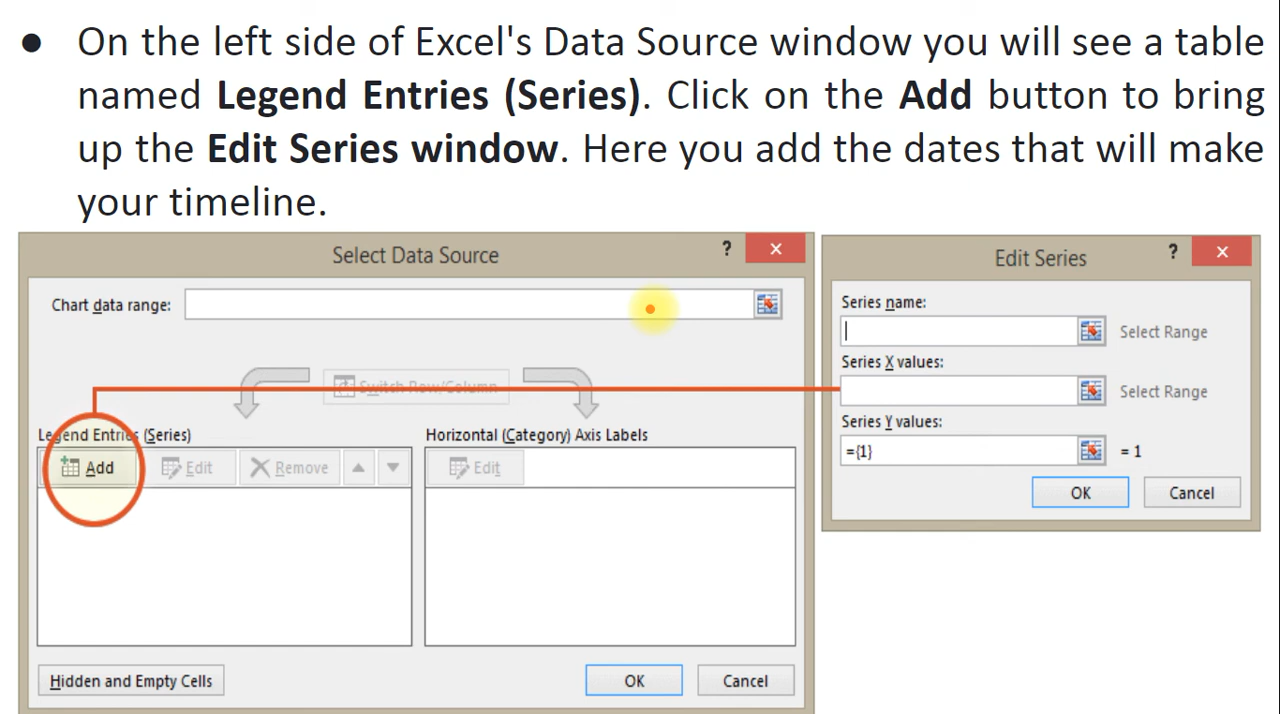 ● On the left side of Excel's Data Source window you will see a table
named Legend Entries (Series). Click on the Add button to bring
up the Edit Series window. Here you add the dates that will make
your timeline.
Select Data Source
?
Chart data range:
Switch Row/Column
Legend Entries (Series)
Add
Edit
Remove
Horizontal (Category) Axis Labels
Edit
Hidden and Empty Cells
OK
Cancel
Edit Series
?
Series name:
Select Range
Series X values:
Select Range
Series Y values:
={1}
= 1
OK
Cancel